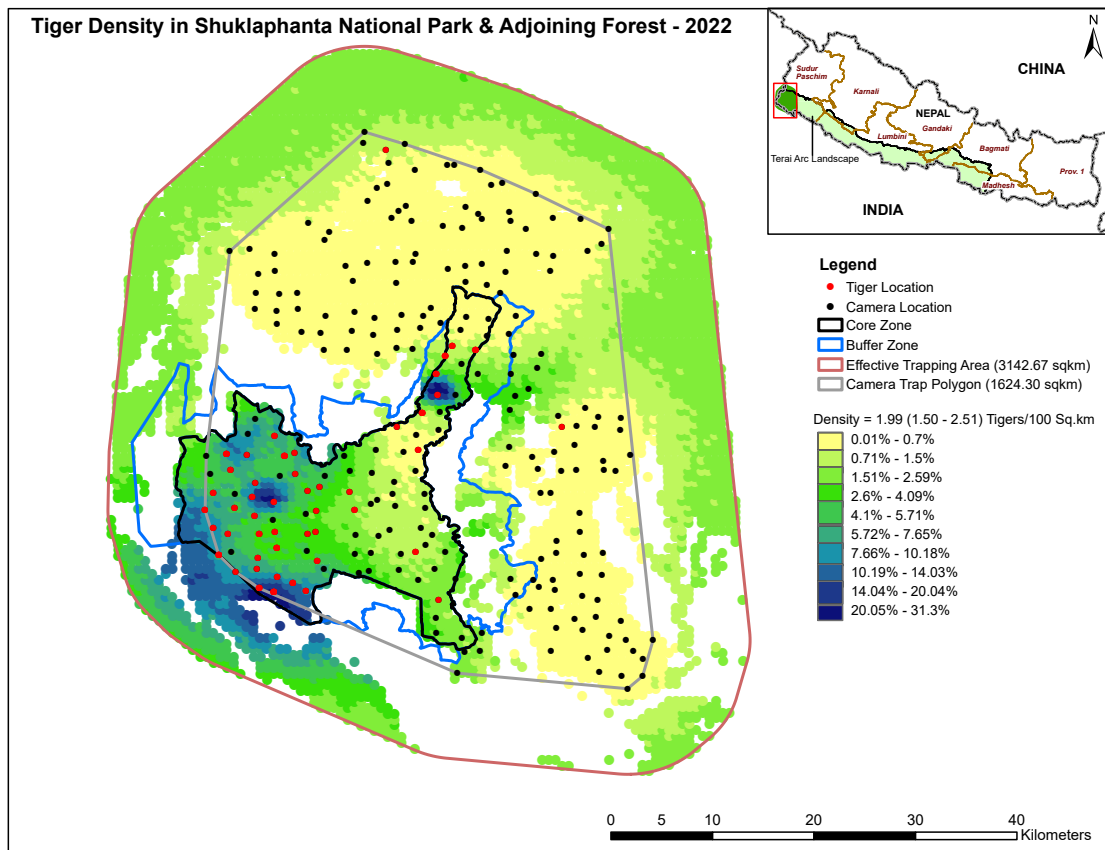 Tiger Density in Shuklaphanta National Park & Adjoining Forest - 2022
N
CHINA
Sudur
Paschim
Karnali
NEPAL
Gandaki
Lumbini
Bagmati
Terai Arc Landscape
Prov. 1
Madhesh
INDIA
Legend
Tiger Location
Camera Location
Core Zone
Buffer Zone
Effective Trapping Area (3142.67 sqkm)
Camera Trap Polygon (1624.30 sqkm)
Density = 1.99 (1.50 - 2.51) Tigers/100 Sq.km
0.01% - 0.7%
0.71% - 1.5%
1.51% - 2.59%
2.6% - 4.09%
4.1% - 5.71%
5.72% - 7.65%
7.66% - 10.18%
10.19% - 14.03%
14.04% - 20.04%
20.05% - 31.3%
0 10 20 30 40
Kilometers